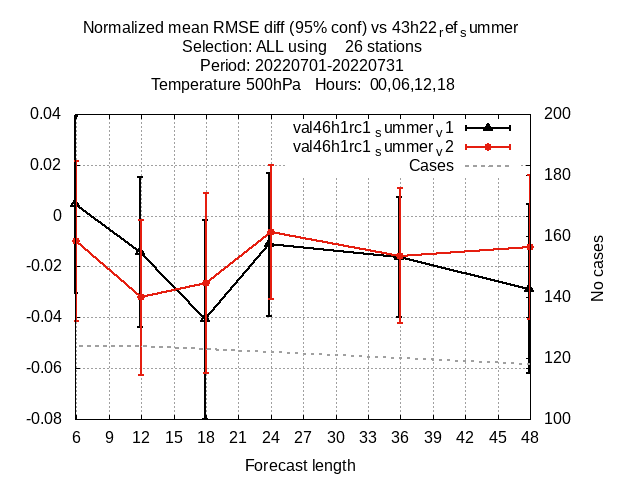 Normalized mean RMSE diff (95% conf) vs 43h22refsummer
Selection: ALL using 26 stations
Period: 20220701-20220731
Temperature 500hPa Hours: 00,06,12,18
0.04
0.02
0
-0.02
-0.04
-0.06
-0.08
200
180
160
140
120
100
val46h1rc1summerv1
val46h1rc1summerv2
Cases
No cases
6 9 12 15 18 21 24 27 30 33 36 39 42 45 48
Forecast length